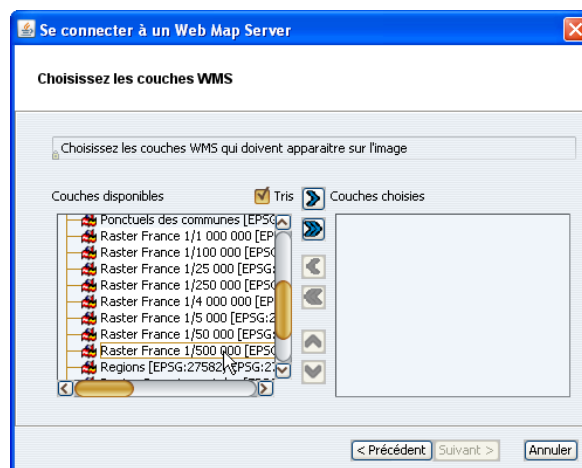 Se connecter à un Web Map Server
Choisissez les couches WMS
Choisissez les couches WMS qui doivent apparaitre sur l'image
Couches disponibles
Tris
Couches choisies
Ponctuels des communes [EPSG
Raster France 1/1 000 000 [EP
Raster France 1/100 000 [EPSG
Raster France 1/25 000 [EPSG:
Raster France 1/250 000 [EPSG
Raster France 1/4 000 000 [EP
Raster France 1/5 000 [EPSG:2
Raster France 1/50 000 [EPSG:
Raster France 1/500 000 [EPSG
Regions [EPSG:27582 EPSG:2
< Précédent
Suivant >
Annuler